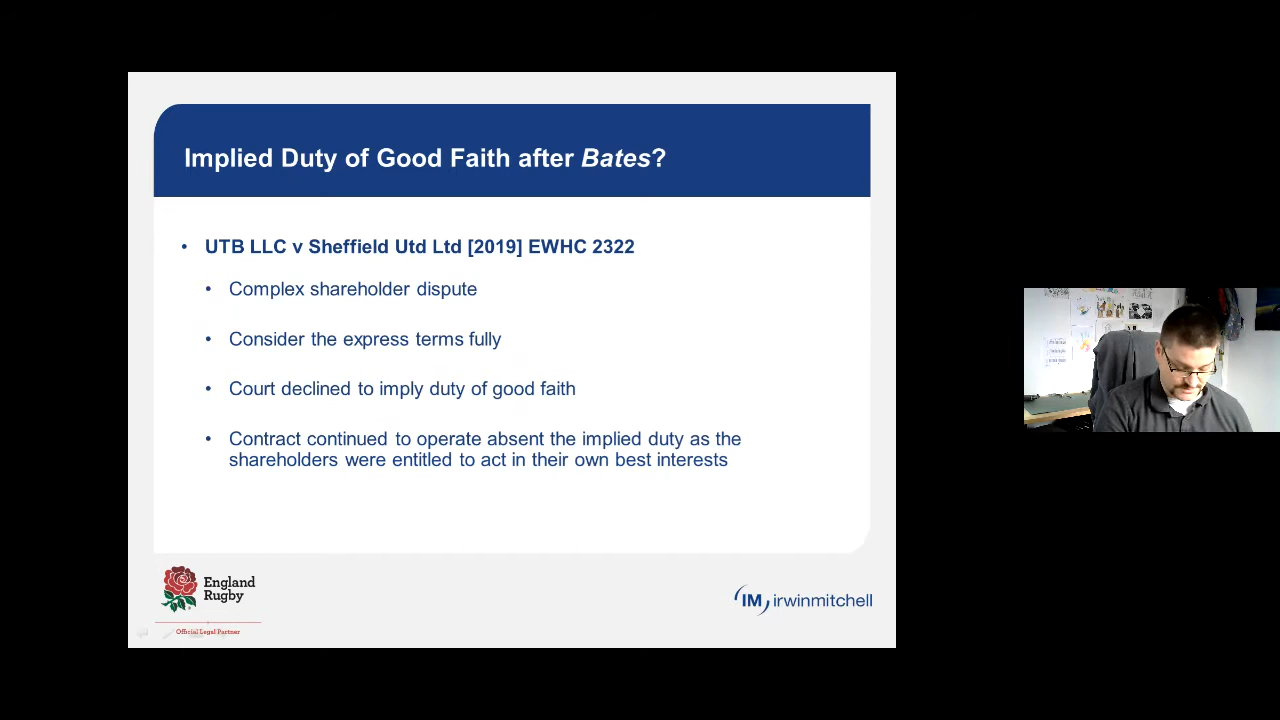 Implied Duty of Good Faith after Bates?
• UTB LLC v Sheffield Utd Ltd [2019] EWHC 2322
• Complex shareholder dispute
• Consider the express terms fully
• Court declined to imply duty of good faith
• Contract continued to operate absent the implied duty as the
shareholders were entitled to act in their own best interests
England
Rugby
Official Legal Partner
IM irwinmitchell